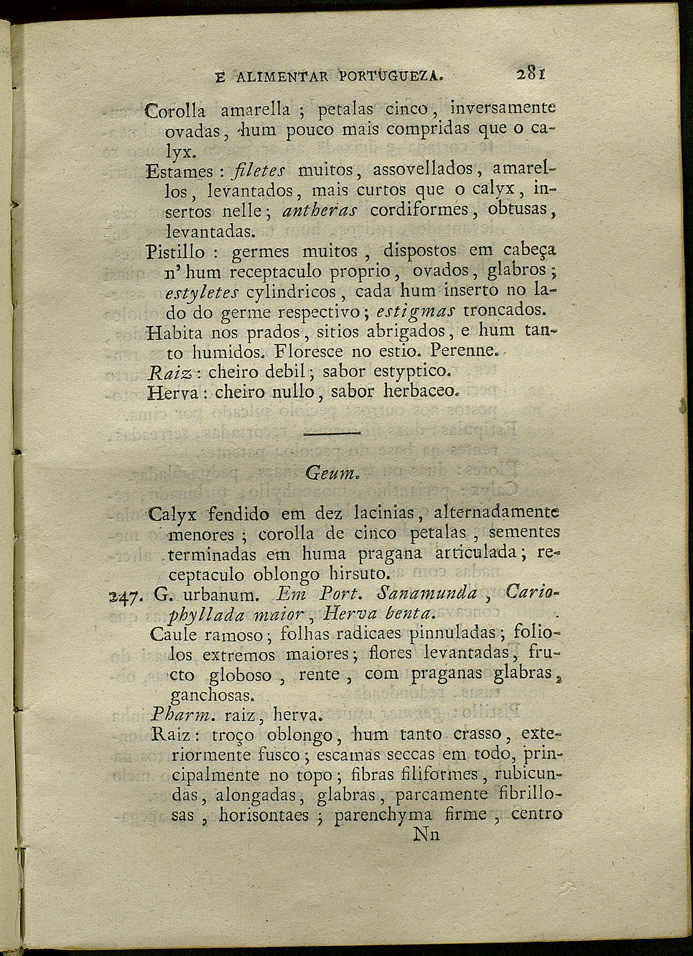 E ALIMENTAR PORTUGUEZA. 281
Corolla amarella ; petalas cinco, inversamente
ovadas, hum pouco mais compridas que o ca-
lyx.
Estames : filetes muitos, assovellados, amarel-
los, levantados, mais curtos que o calyx, in-
sertos nelle; antheras cordiformes, obtusas,
levantadas.
Pistillo : germes muitos , dispostos em cabeça
n'hum receptaculo proprio, ovados, glabros ;
estyletes cylindricos, cada hum inserto no la-
do do germe respectivo; estigmas troncados.
Habita nos prados, sitios abrigados, e hum tan-
to humidos. Floresce no estio. Perenne.
Raiz: cheiro debil; sabor estyptico.
Herva: cheiro nullo, sabor herbaceo.
Geum.
Calyx fendido em dez lacinias, alternadamente
menores ; corolla de cinco petalas , sementes
terminadas em huma pragana articulada; re-
ceptaculo oblongo hirsuto.
247. G. urbanum. Em Port. Sanamunda , Cario-
phyllada maior, Herva benta.
Caule ramoso; folhas radicaes pinnuladas; folio-
los extremos maiores; flores levantadas, fru-
cto globoso , rente , com praganas glabras,
ganchosas.
Pharm. raiz, herva.
Raiz: troço oblongo, hum tanto crasso, exte-
riormente fusco; escamas seccas em todo, prin-
cipalmente no topo; fibras filiformes, rubicun-
das, alongadas, glabras, parcamente fibrillo-
sas , horisontaes ; parenchyma firme , centro
Nn